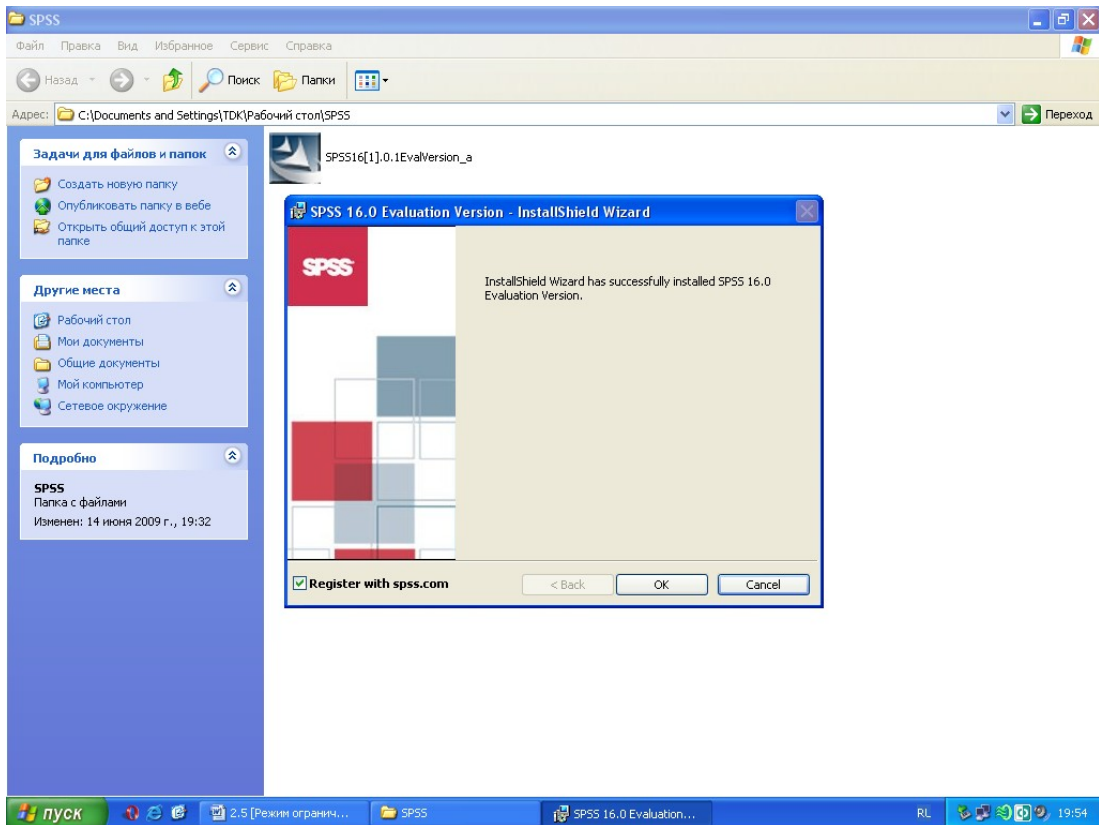 SPSS
Файл Правка Вид Избранное Сервис Справка
Назад Поиск Папки
Адрес: C:\Documents and Settings\TDK\Рабочий стол\SPSS Переход
Задачи для файлов и папок
Создать новую папку
Опубликовать папку в вебе
Открыть общий доступ к этой
папке
Другие места
Рабочий стол
Мои документы
Общие документы
Мой компьютер
Сетевое окружение
Подробно
SPSS
Папка с файлами
Изменен: 14 июня 2009 г., 19:32
SPSS16[1].0.1EvalVersion_a
SPSS 16.0 Evaluation Version - InstallShield Wizard
SPSS
InstallShield Wizard has successfully installed SPSS 16.0
Evaluation Version.
Register with spss.com < Back OK Cancel
пуск 2.5 [Режим огранич... SPSS SPSS 16.0 Evaluation... RL 19:54